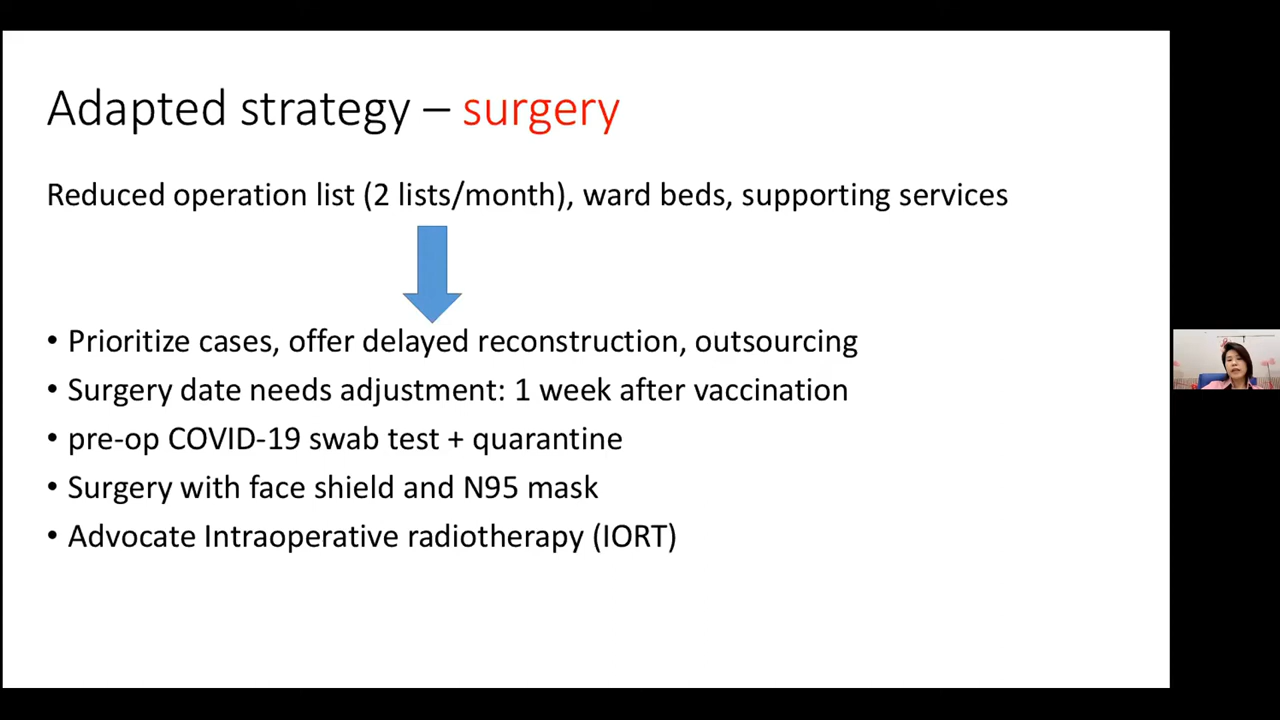 Adapted strategy – surgery
Reduced operation list (2 lists/month), ward beds, supporting services
• Prioritize cases, offer delayed reconstruction, outsourcing
• Surgery date needs adjustment: 1 week after vaccination
• pre-op COVID-19 swab test + quarantine
• Surgery with face shield and N95 mask
• Advocate Intraoperative radiotherapy (IORT)